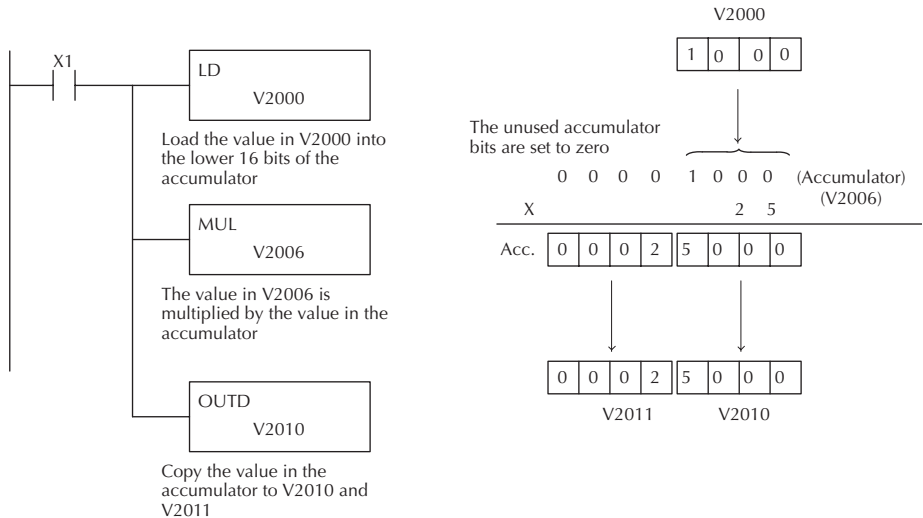 X1
LD
V2000
Load the value in V2000 into
the lower 16 bits of the
accumulator
MUL
V2006
The value in V2006 is
multiplied by the value in the
accumulator
OUTD
V2010
Copy the value in the
accumulator to V2010 and
V2011
V2000
1 0 0 0
The unused accumulator
bits are set to zero
0 0 0 0 1 0 0 0 (Accumulator)
X 2 5 (V2006)
Acc. 0 0 0 2 5 0 0 0
0 0 0 2 5 0 0 0
V2011 V2010